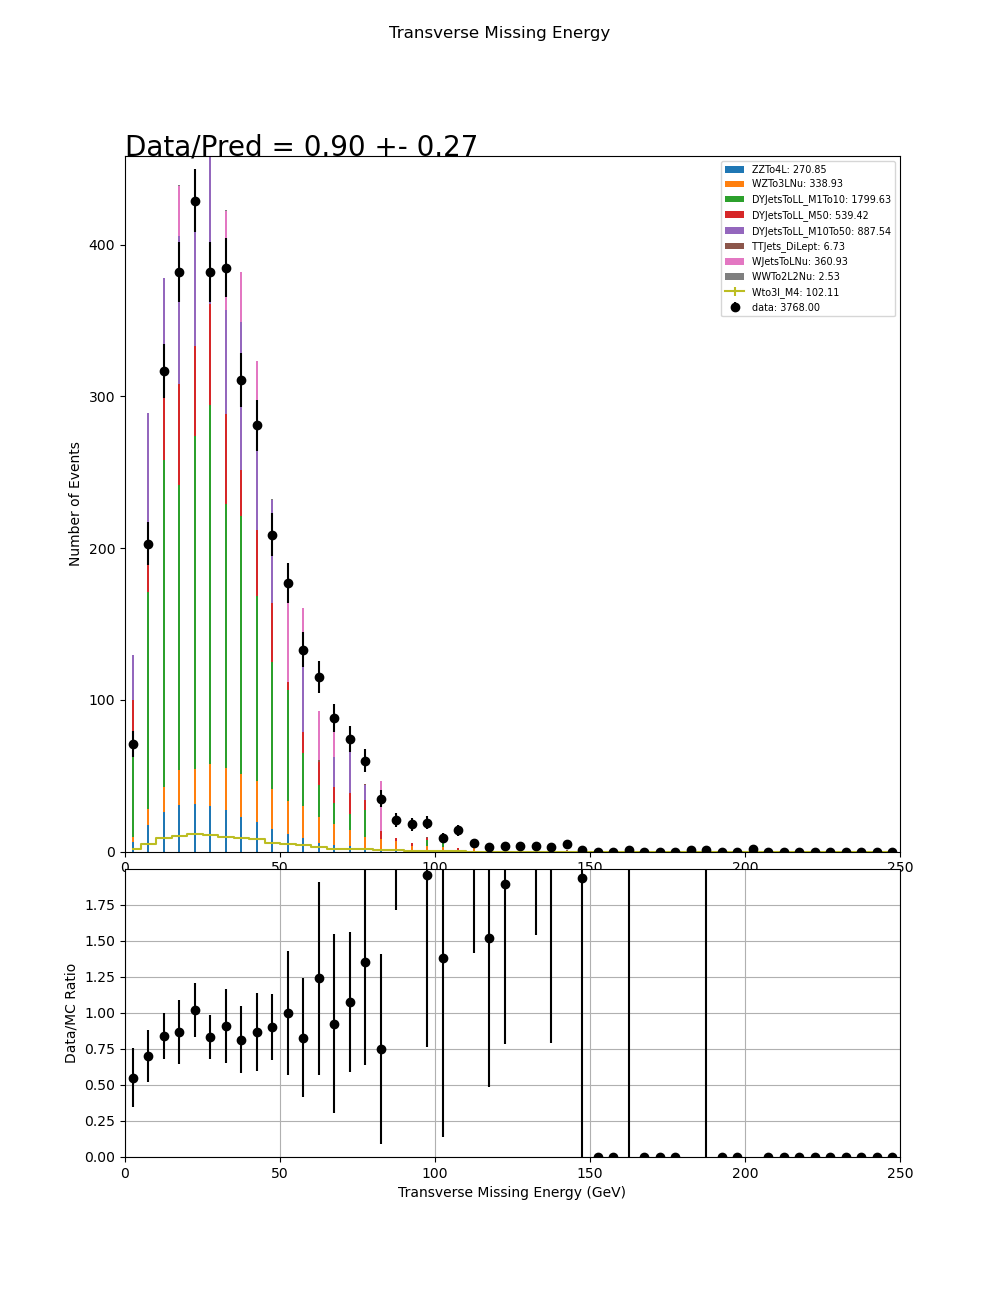 Transverse Missing Energy
Data/Pred = 0.90 +- 0.27
ZZTo4L: 270.85
WZTo3LNu: 338.93
DYJetsToLL_M1To10: 1799.63
DYJetsToLL_M50: 539.42
DYJetsToLL_M10To50: 887.54
TTJets_DiLept: 6.73
WJetsToLNu: 360.93
WWTo2L2Nu: 2.53
Wto3l_M4: 102.11
data: 3768.00
400
300
200
100
0
Number of Events
0 50 100 150 200 250
1.75
1.50
1.25
1.00
0.75
0.50
0.25
0.00
Data/MC Ratio
0 50 100 150 200 250
Transverse Missing Energy (GeV)